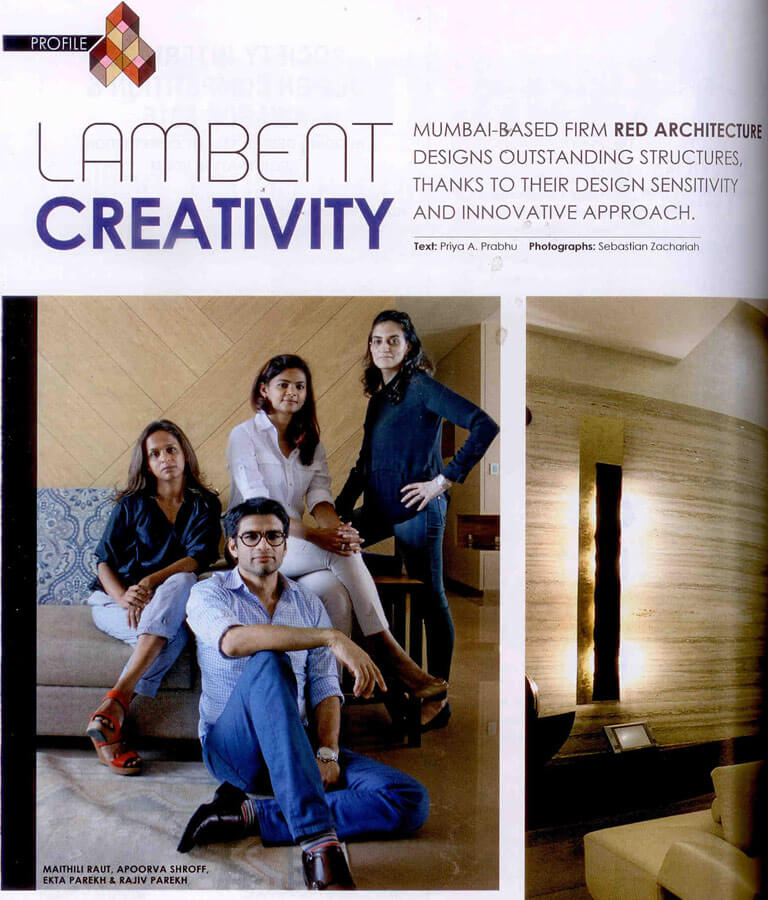 PROFILE
LAMBENT
CREATIVITY
MUMBAI-BASED FIRM RED ARCHITECTURE
DESIGNS OUTSTANDING STRUCTURES,
THANKS TO THEIR DESIGN SENSITIVITY
AND INNOVATIVE APPROACH.
Text: Priya A. Prabhu Photographs: Sebastian Zachariah
MAITHILI RAUT, APOORVA SHROFF,
EKTA PAREKH & RAJIV PAREKH